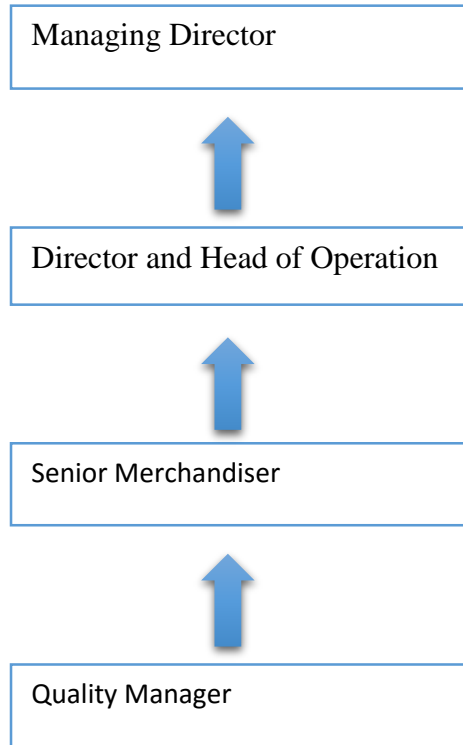 Managing Director
Director and Head of Operation
Senior Merchandiser
Quality Manager